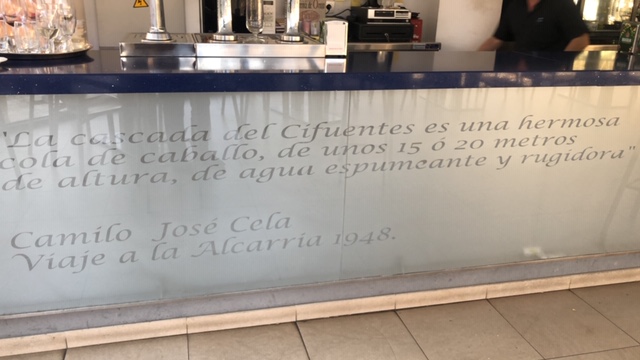 "La cascada del Cifuentes es una hermosa
cola de caballo, de unos 15 ó 20 metros
de altura, de agua espumeante y rugidora"
Camilo José Cela
Viaje a la Alcarria 1948.